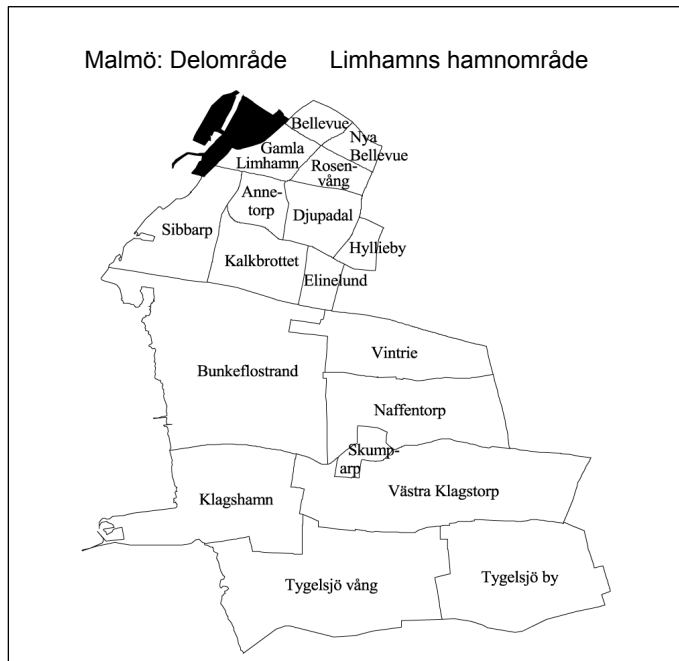 Malmö: Delområde Limhamns hamnområde
Bellevue
Nya
Bellevue
Gamla
Limhamn
Rosen-
vång
Anne-
torp
Djupadal
Sibbarp
Hyllieby
Kalkbrottet
Elinelund
Vintrie
Bunkeflostrand
Naffentorp
Skump-
arp
Västra Klagstorp
Klagshamn
Tygelsjö vång
Tygelsjö by